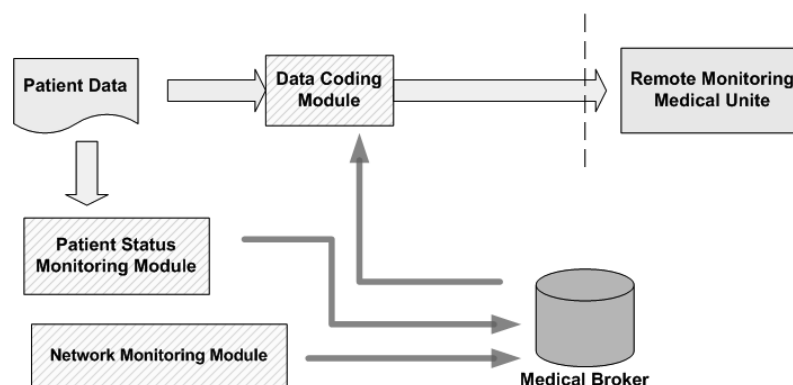 Patient Data
Data Coding
Module
Remote Monitoring
Medical Unite
Patient Status
Monitoring Module
Network Monitoring Module
Medical Broker